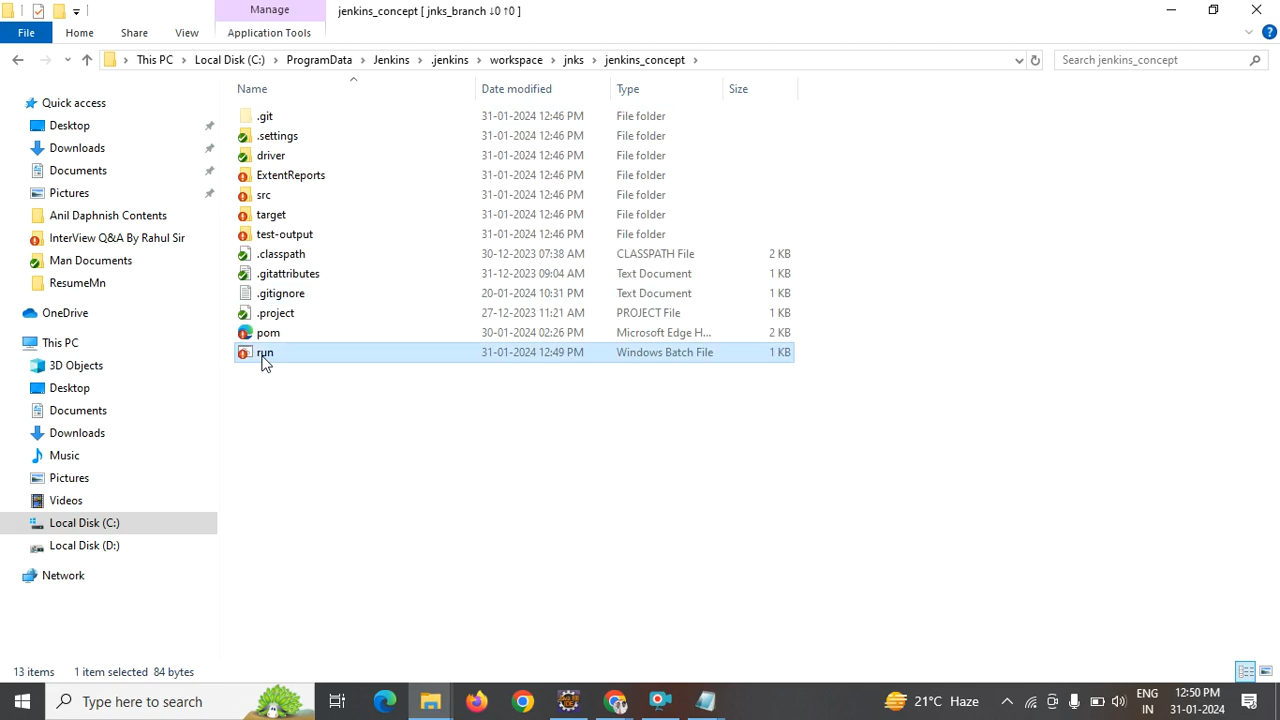 Manage
jenkins_concept [ jnks_branch ↓0 ↑0 ]
File
Home
Share
View
Application Tools
This PC
Local Disk (C:)
ProgramData
Jenkins
.jenkins
workspace
jnks
jenkins_concept
Search jenkins_concept
Name
Date modified
Type
Size
Quick access
Desktop
Downloads
Documents
Pictures
Anil Daphnish Contents
InterView Q&A By Rahul Sir
Man Documents
ResumeMn
OneDrive
This PC
3D Objects
Desktop
Documents
Downloads
Music
Pictures
Videos
Local Disk (C:)
Local Disk (D:)
Network
.git 31-01-2024 12:46 PM File folder
.settings 31-01-2024 12:46 PM File folder
driver 31-01-2024 12:46 PM File folder
ExtentReports 31-01-2024 12:46 PM File folder
src 31-01-2024 12:46 PM File folder
target 31-01-2024 12:46 PM File folder
test-output 31-01-2024 12:46 PM File folder
.classpath 30-12-2023 07:38 AM CLASSPATH File 2 KB
.gitattributes 31-12-2023 09:04 AM Text Document 1 KB
.gitignore 20-01-2024 10:31 PM Text Document 1 KB
.project 27-12-2023 11:21 AM PROJECT File 1 KB
pom 30-01-2024 02:26 PM Microsoft Edge H... 2 KB
run 31-01-2024 12:49 PM Windows Batch File 1 KB
13 items 1 item selected 84 bytes
Type here to search
21°C Haze
ENG
IN
12:50 PM
31-01-2024